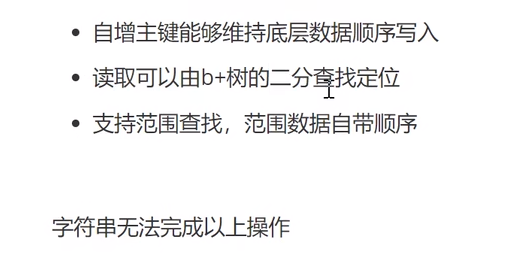 自增主键能够维持底层数据顺序写入
读取可以由b+树的二分查找定位
支持范围查找，范围数据自带顺序
字符串无法完成以上操作